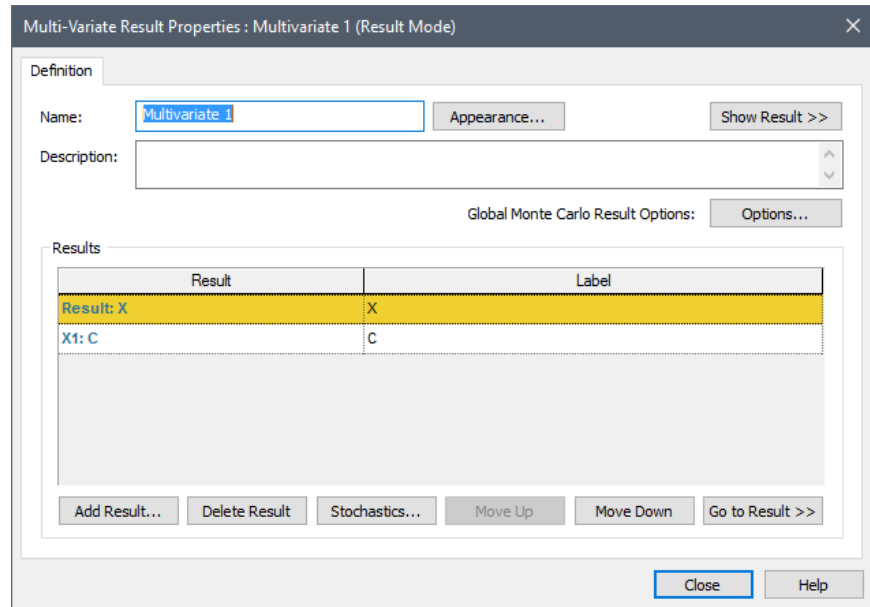 Multi-Variate Result Properties : Multivariate 1 (Result Mode)
Definition
Name: Multivariate 1 Appearance... Show Result >>
Description:
Global Monte Carlo Result Options: Options...
Results
Result Label
Result: X X
X1: C C
Add Result... Delete Result Stochastics... Move Up Move Down Go to Result >>
Close Help